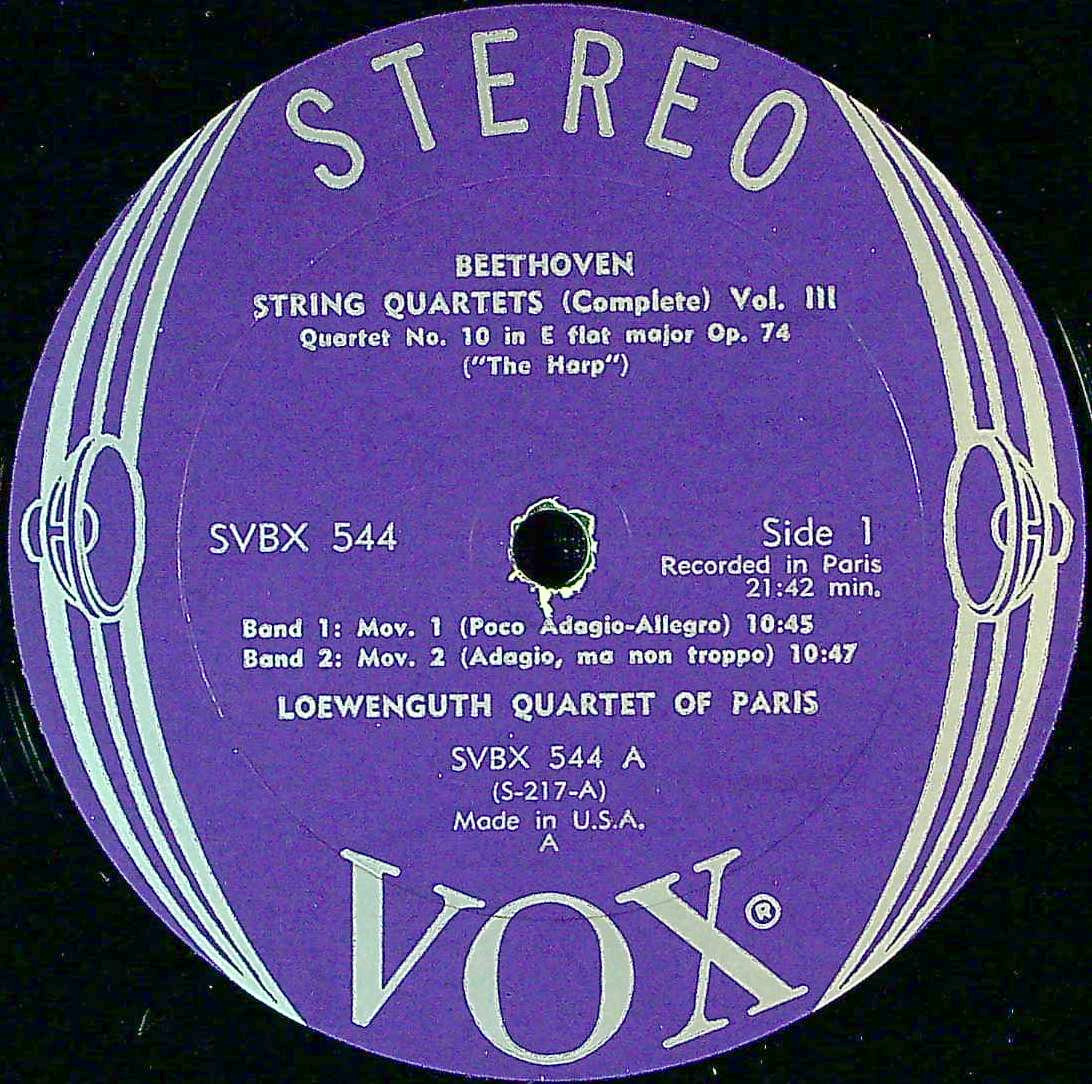 STEREO
BEETHOVEN
STRING QUARTETS (Complete) Vol. III
Quartet No. 10 in E flat major Op. 74
("The Harp")
SVBX 544
Side 1
Recorded in Paris
21:42 min.
Band 1: Mov. 1 (Poco Adagio-Allegro) 10:45
Band 2: Mov. 2 (Adagio, ma non troppo) 10:47
LOEWENGUTH QUARTET OF PARIS
SVBX 544 A
(S-217-A)
Made in U.S.A.
A
VOX®